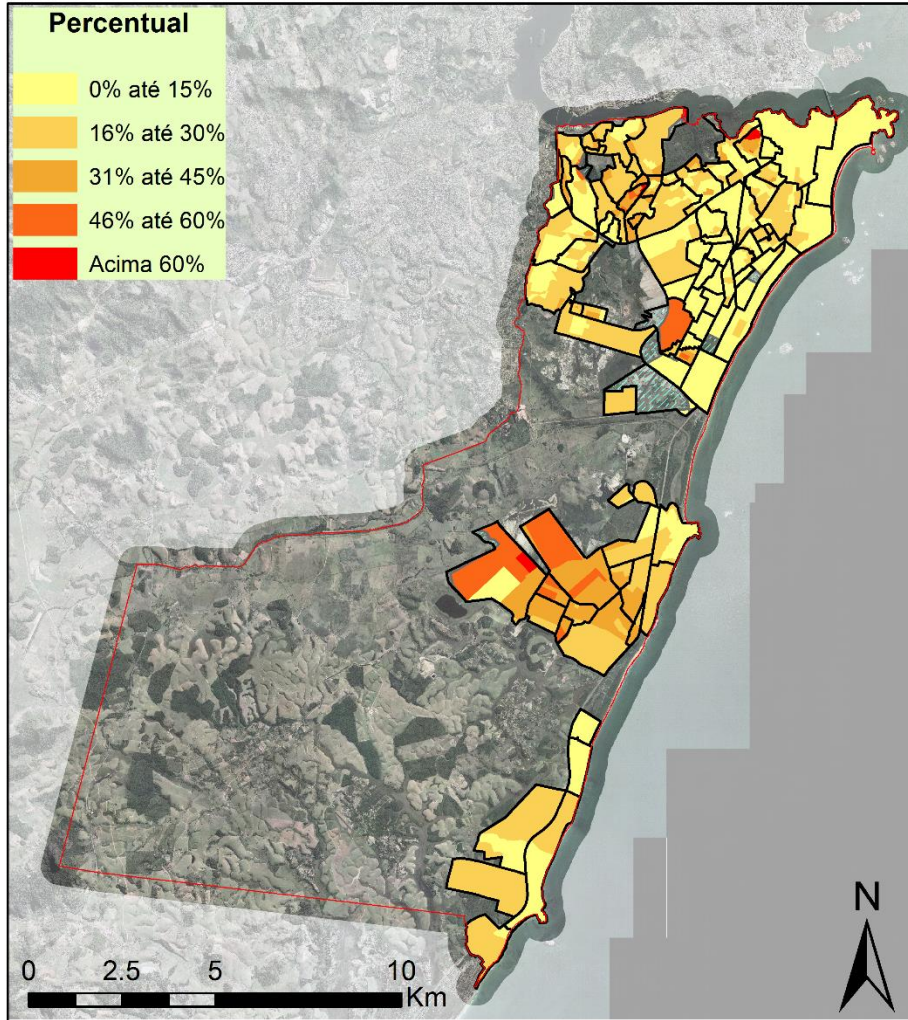 Percentual
0% até 15%
16% até 30%
31% até 45%
46% até 60%
Acima 60%
N
0 2.5 5 10
Km